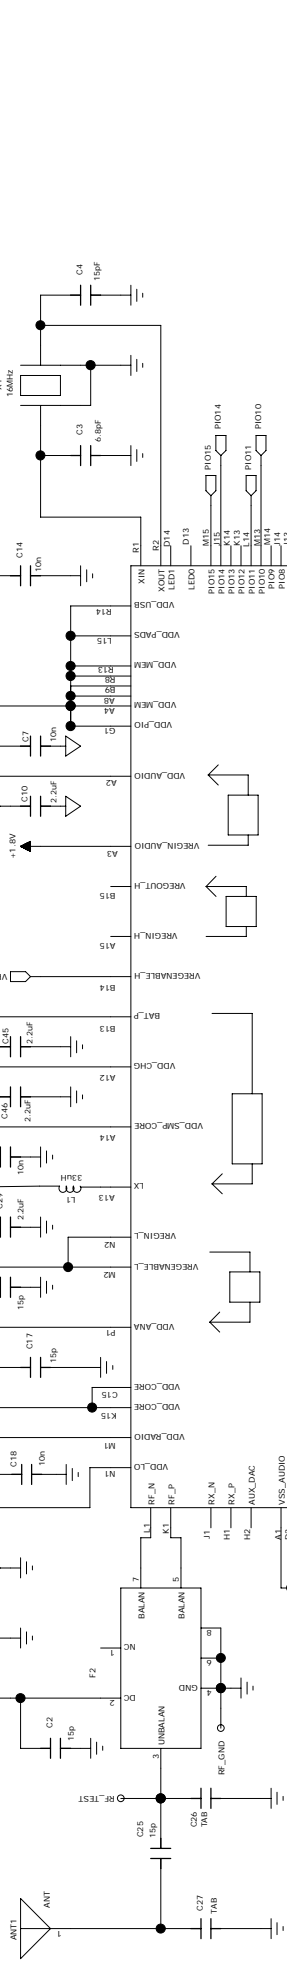 C4
15pF
16MHz
C3
6.8pF
C14
10n
R1
R2
D14
D13
PIO15
PIO14
PIO11
PIO10
M15
J15
K14
K13
L14
M13
M14
J14
XIN
XOUT
LED1
LED0
PIO15
PIO14
PIO13
PIO12
PIO11
PIO10
PIO9
PIO8
R14
VDD_USB
L15
VDD_PADS
VDD_MEM
R13
R8
B9
A8
A4
VDD_MEM
G1
VDD_PIO
C7
10n
A2
VDD_AUDIO
C10
2.2uF
+1.8V
A3
VREGIN_AUDIO
B15
VREGOUT_H
A15
VREGIN_H
B14
VREGENABLE_H
B13
BAT_P
C45
2.2uF
A12
VDD_CHG
C46
2.2uF
A14
VDD_SMP_CORE
10n
33uH
L1
A13
LX
2.2uF
N2
VREGIN_L
M2
VREGENABLE_L
15p
P1
VDD_ANA
C17
15p
C15
VDD_CORE
K15
VDD_CORE
M1
VDD_RADIO
C18
10n
N1
VDD_LO
RF_N
RF_P
RX_N
RX_P
AUX_DAC
VSS_AUDIO
L1
K1
J1
H1
H2
A1
7
5
BALAN
BALAN
NC
1
F2
8
6
4
GND
DC
2
UNBALAN
3
C2
15p
RF_GND
RF_TEST
C26
TAB
C25
15p
ANT
ANT1
1
C27
TAB